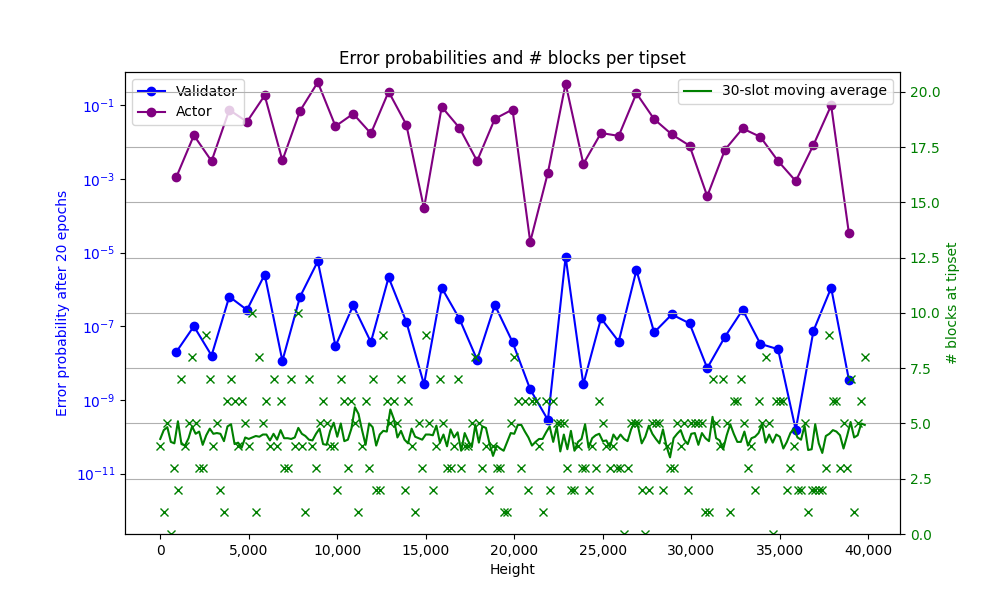 Error probabilities and # blocks per tipset
Validator
Actor
30-slot moving average
10⁻¹
10⁻³
10⁻⁵
10⁻⁷
10⁻⁹
10⁻¹¹
Error probability after 20 epochs
20.0
17.5
15.0
12.5
10.0
7.5
5.0
2.5
0.0
# blocks at tipset
0 5,000 10,000 15,000 20,000 25,000 30,000 35,000 40,000
Height